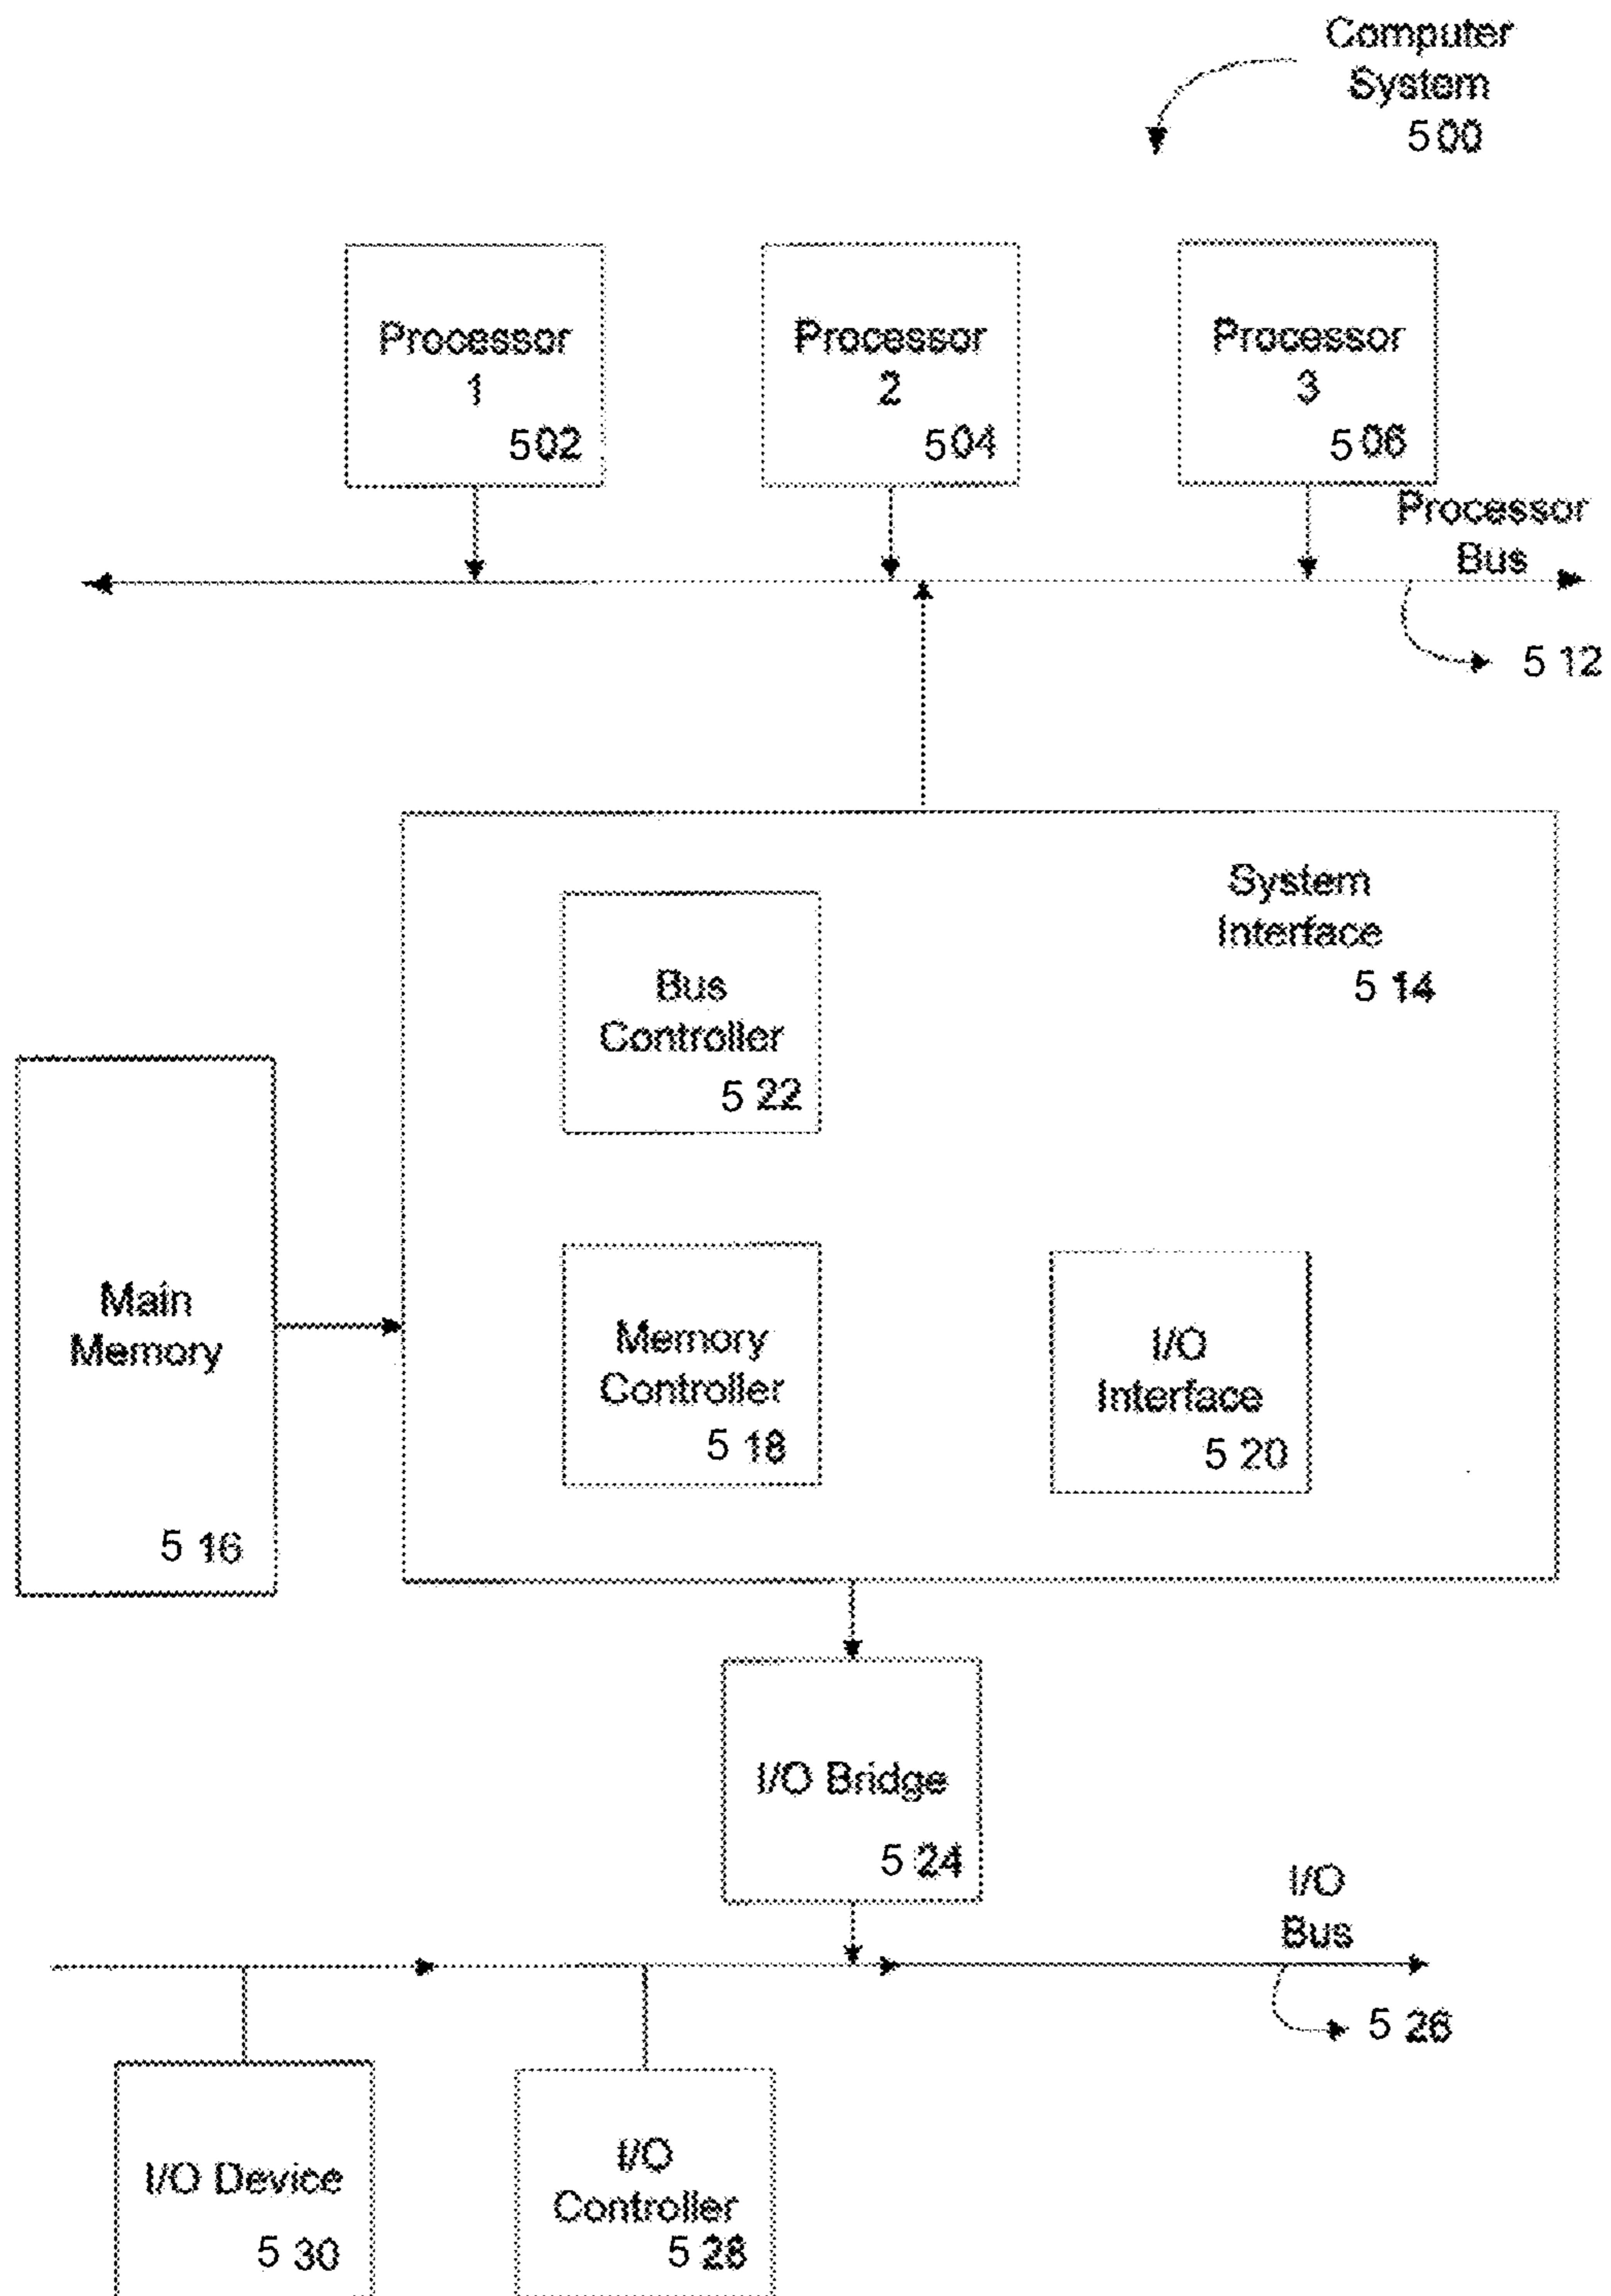 Computer
System
500
Processor
1
502
Processor
2
504
Processor
3
506
Processor
Bus
512
System
Interface
514
Bus
Controller
522
Main
Memory
516
Memory
Controller
518
I/O
Interface
520
I/O Bridge
524
I/O
Bus
526
I/O Device
530
I/O
Controller
528